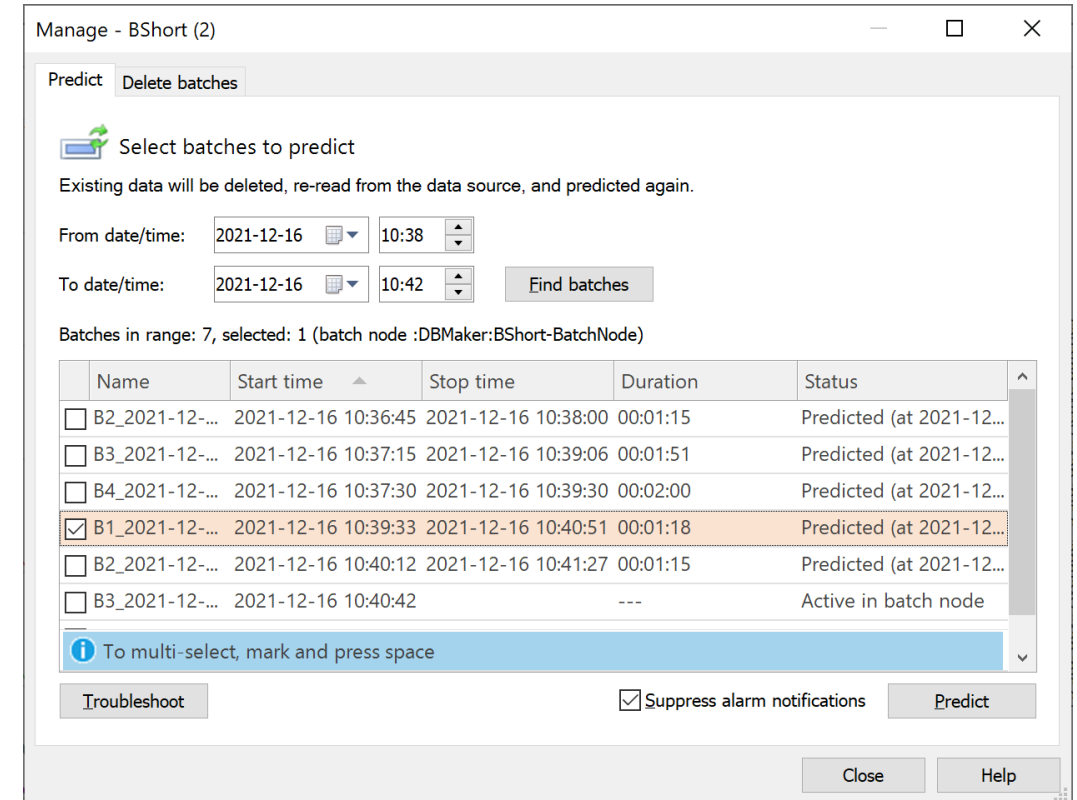 Manage - BShort (2)
Predict Delete batches
Select batches to predict
Existing data will be deleted, re-read from the data source, and predicted again.
From date/time: 2021-12-16 10:38
To date/time: 2021-12-16 10:42 Find batches
Batches in range: 7, selected: 1 (batch node :DBMaker:BShort-BatchNode)
Name Start time Stop time Duration Status
B2_2021-12-... 2021-12-16 10:36:45 2021-12-16 10:38:00 00:01:15 Predicted (at 2021-12...
B3_2021-12-... 2021-12-16 10:37:15 2021-12-16 10:39:06 00:01:51 Predicted (at 2021-12...
B4_2021-12-... 2021-12-16 10:37:30 2021-12-16 10:39:30 00:02:00 Predicted (at 2021-12...
B1_2021-12-... 2021-12-16 10:39:33 2021-12-16 10:40:51 00:01:18 Predicted (at 2021-12...
B2_2021-12-... 2021-12-16 10:40:12 2021-12-16 10:41:27 00:01:15 Predicted (at 2021-12...
B3_2021-12-... 2021-12-16 10:40:42 --- Active in batch node
To multi-select, mark and press space
Troubleshoot Suppress alarm notifications Predict
Close Help